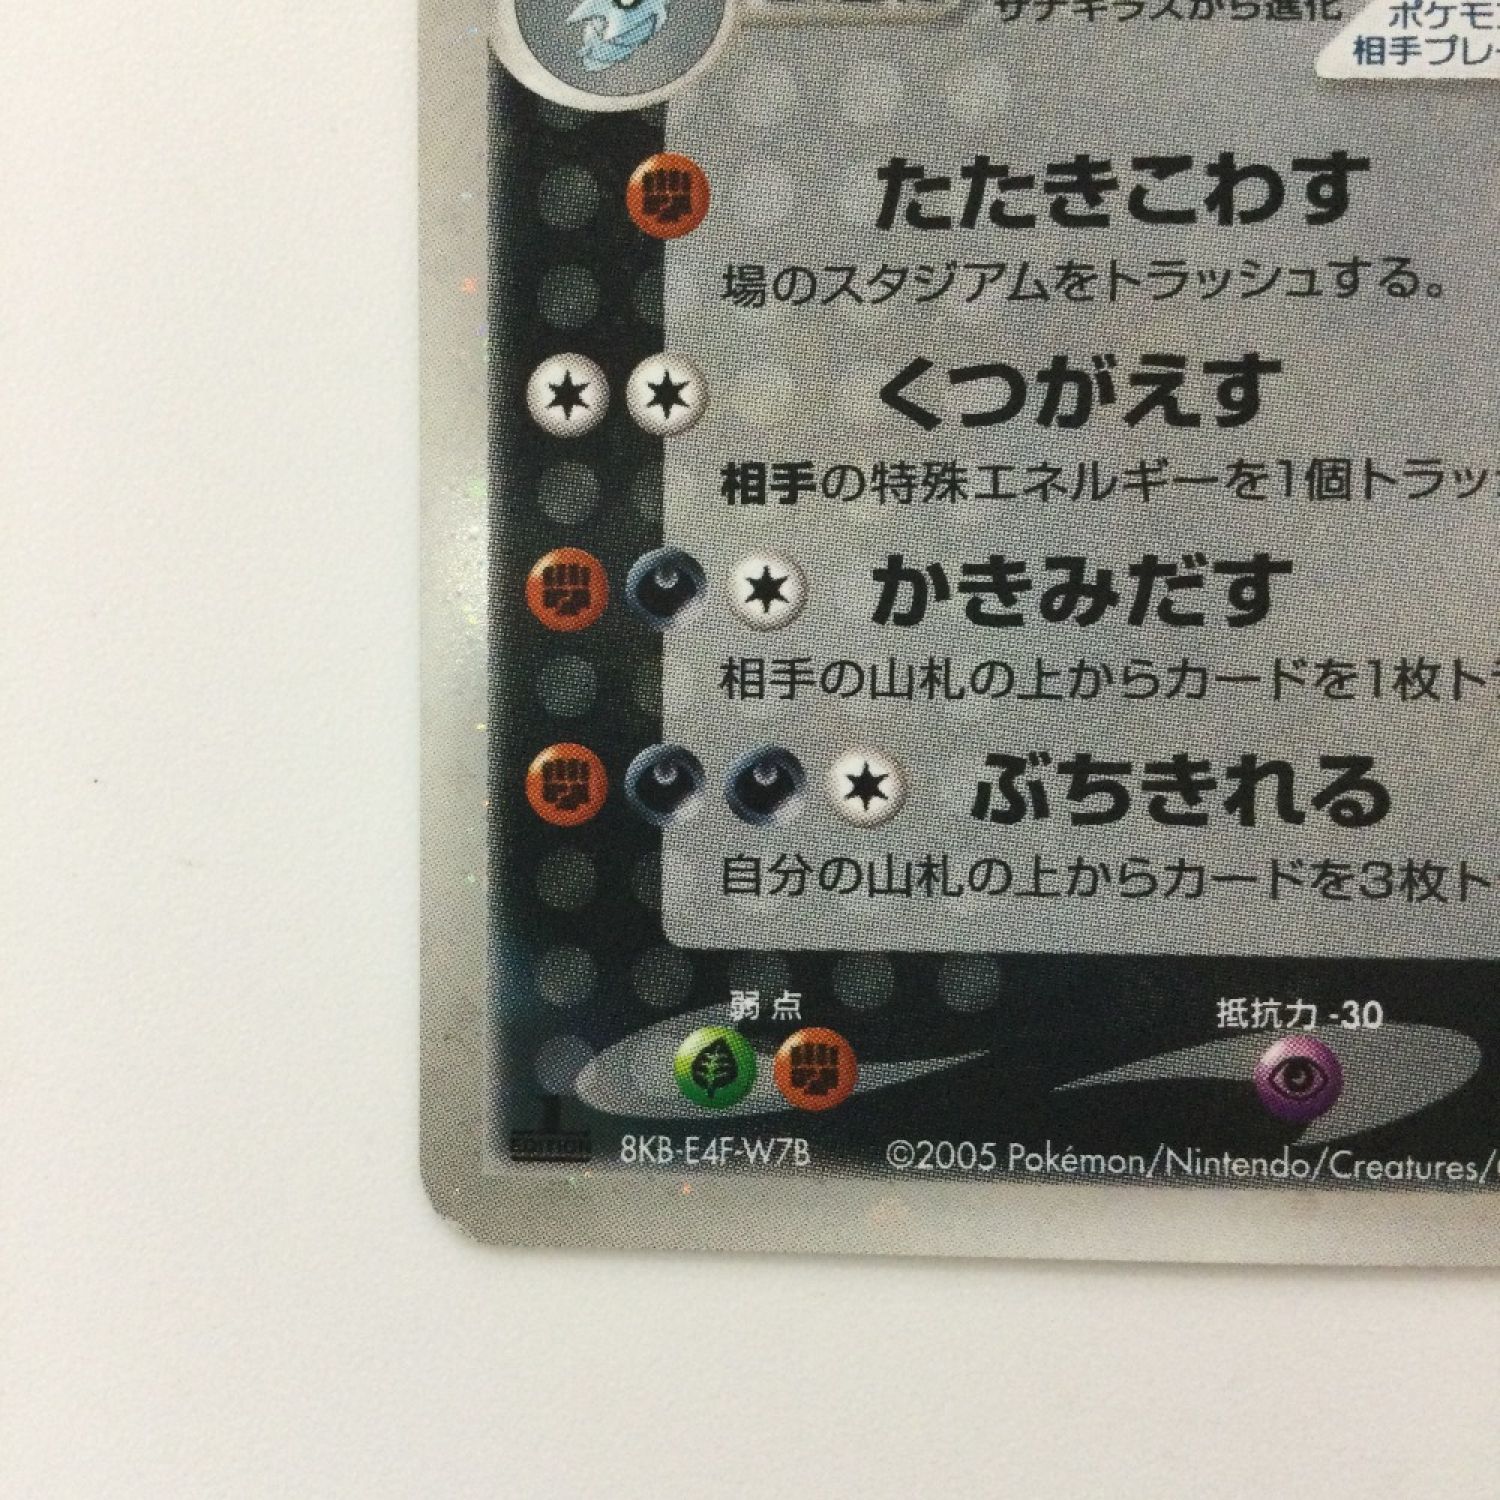 サナギラスから進化
ポケモ
相手プレ
たたきこわす
場のスタジアムをトラッシュする。
くつがえす
相手の特殊エネルギーを1個トラッ
かきみだす
相手の山札の上からカードを1枚ト
ぶちきれる
自分の山札の上からカードを3枚ト
弱点
抵抗力 -30
1
EDITION
8KB-E4F-W7B
©2005 Pokémon/Nintendo/Creatures/